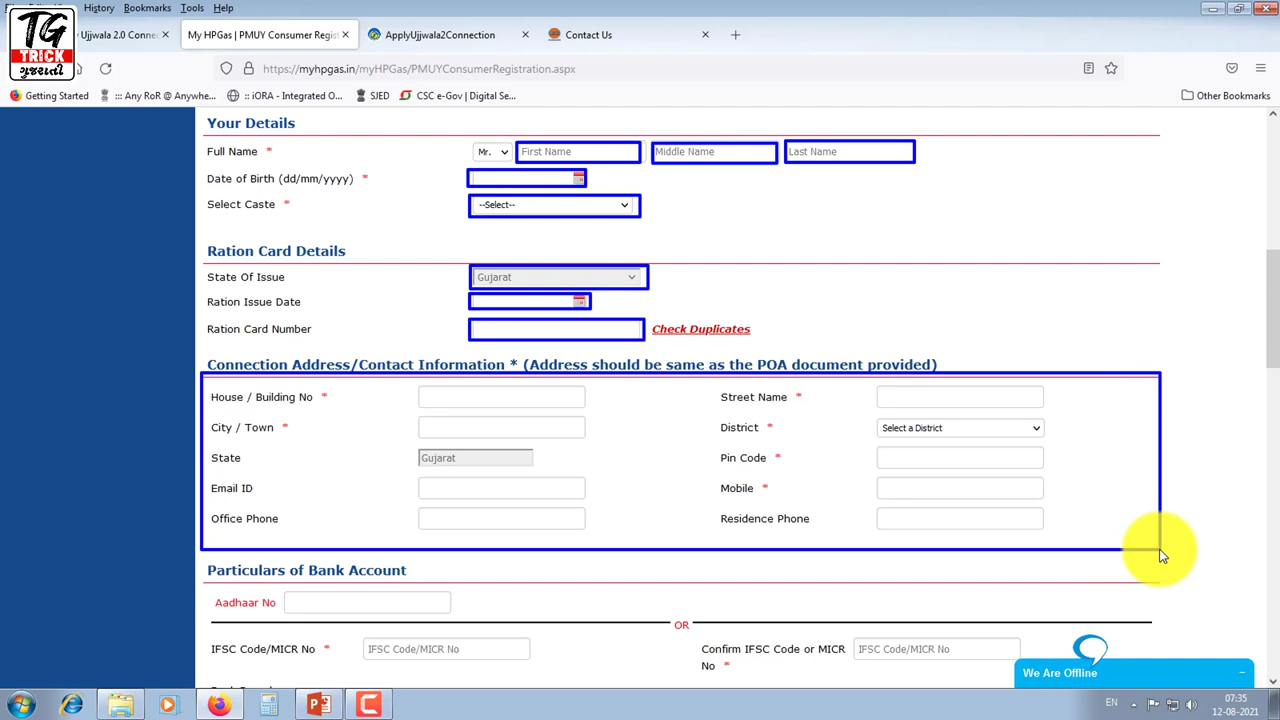 History Bookmarks Tools Help
TG TRICK ગુજરાતી
Ujjwala 2.0 Conne
My HPGas | PMUY Consumer Regist
ApplyUjjwala2Connection
Contact Us
https://myhpgas.in/myHPGas/PMUYConsumerRegistration.aspx
Getting Started
::: Any RoR @ Anywhe...
:: iORA - Integrated O...
SJED
CSC e-Gov | Digital Se...
Other Bookmarks
Your Details
Full Name *
Mr.
First Name
Middle Name
Last Name
Date of Birth (dd/mm/yyyy) *
Select Caste *
--Select--
Ration Card Details
State Of Issue
Gujarat
Ration Issue Date
Ration Card Number
Check Duplicates
Connection Address/Contact Information * (Address should be same as the POA document provided)
House / Building No *
Street Name *
City / Town *
District *
Select a District
State
Gujarat
Pin Code *
Email ID
Mobile *
Office Phone
Residence Phone
Particulars of Bank Account
Aadhaar No
OR
IFSC Code/MICR No *
IFSC Code/MICR No
Confirm IFSC Code or MICR No *
IFSC Code/MICR No
We Are Offline
EN
07:35
12-08-2021